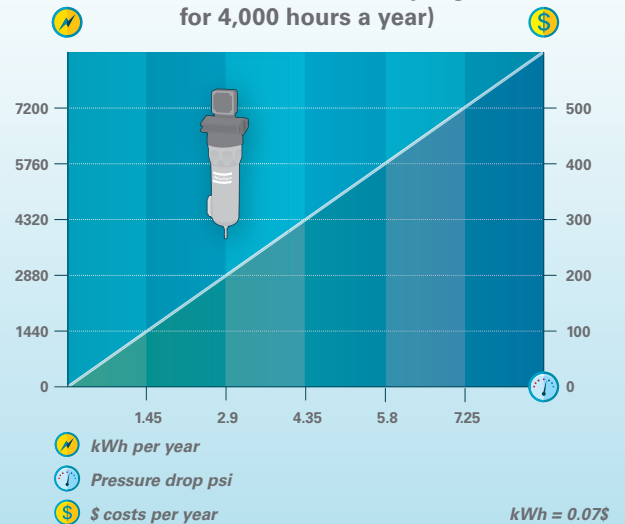 for 4,000 hours a year)
$
7200 500
5760 400
4320 300
2880 200
1440 100
0 0
1.45 2.9 4.35 5.8 7.25
kWh per year
Pressure drop psi
$ $ costs per year kWh = 0.07$